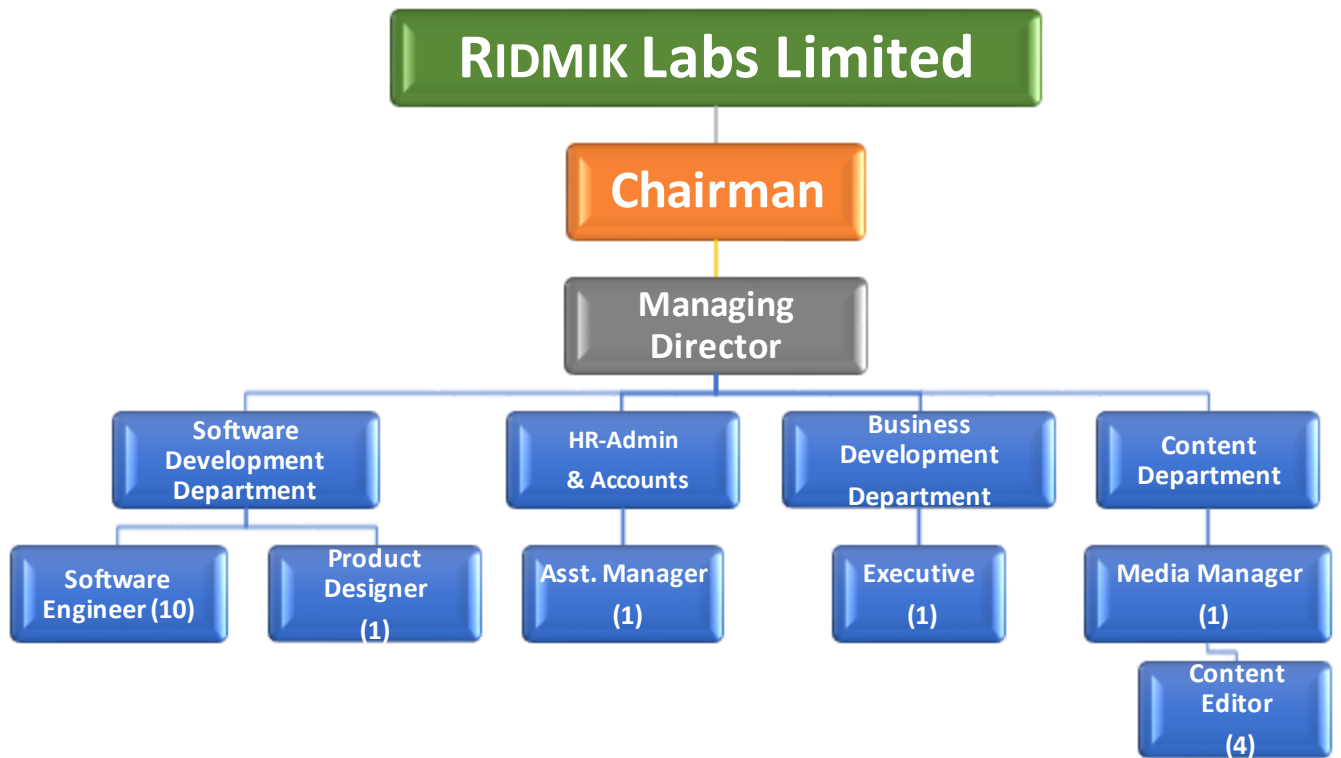 RIDMIK Labs Limited
Chairman
Managing
Director
Software
Development
Department
HR-Admin
& Accounts
Business
Development
Department
Content
Department
Software
Engineer (10)
Product
Designer
(1)
Asst. Manager
(1)
Executive
(1)
Media Manager
(1)
Content
Editor
(4)